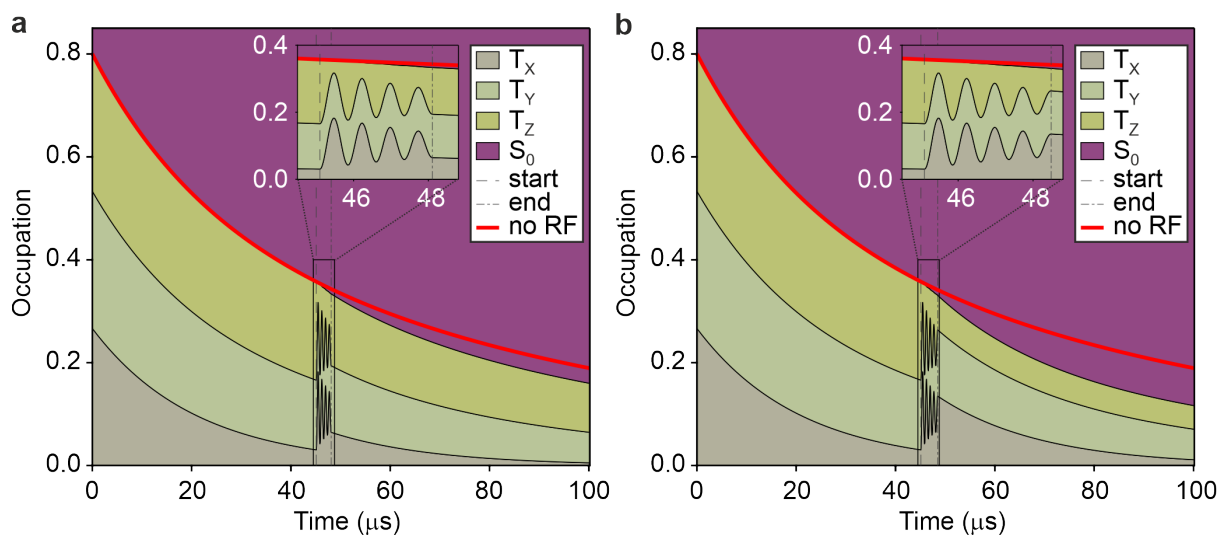 a
Occupation
0.8
0.6
0.4
0.2
0.0
0 20 40 60 80 100
Time (μs)
0.4
0.2
0.0
46 48
T_X
T_Y
T_Z
S_0
start
end
no RF
b
Occupation
0.8
0.6
0.4
0.2
0.0
0 20 40 60 80 100
Time (μs)
0.4
0.2
0.0
46 48
T_X
T_Y
T_Z
S_0
start
end
no RF